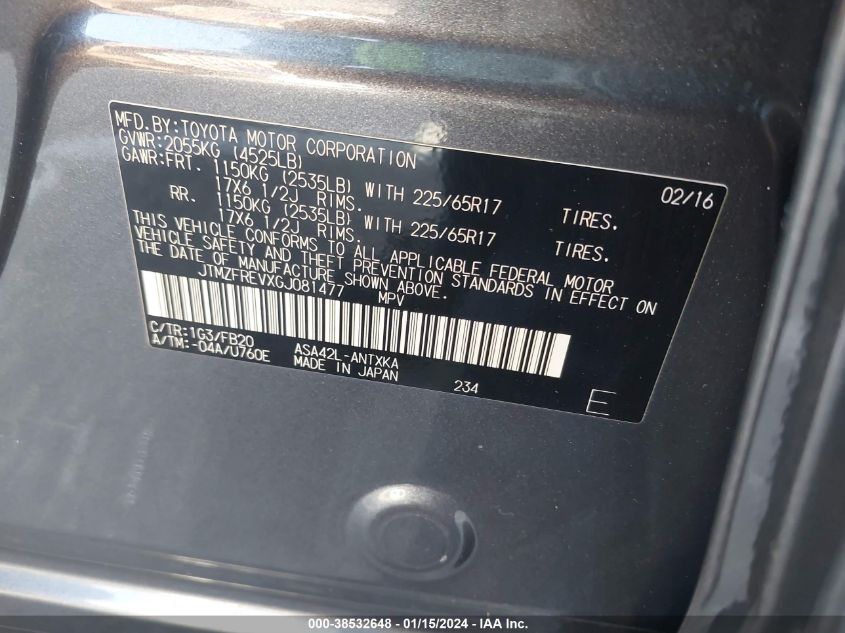 MFD.BY:TOYOTA MOTOR CORPORATION 02/16
GVWR:2055KG (4525LB)
GAWR:FRT. 1150KG (2535LB) WITH 225/65R17 TIRES.
17X6 1/2J RIMS.
RR. 1150KG (2535LB) WITH 225/65R17 TIRES.
17X6 1/2J RIMS.
THIS VEHICLE CONFORMS TO ALL APPLICABLE FEDERAL MOTOR
VEHICLE SAFETY AND THEFT PREVENTION STANDARDS IN EFFECT ON
THE DATE OF MANUFACTURE SHOWN ABOVE.
JTMZFREVXGJ081477 MPV
C/TR:1G3/FB20 ASA42L-ANTXKA
A/TM:-04A/U760E MADE IN JAPAN 234 E
000-38532648 - 01/15/2024 - IAA Inc.